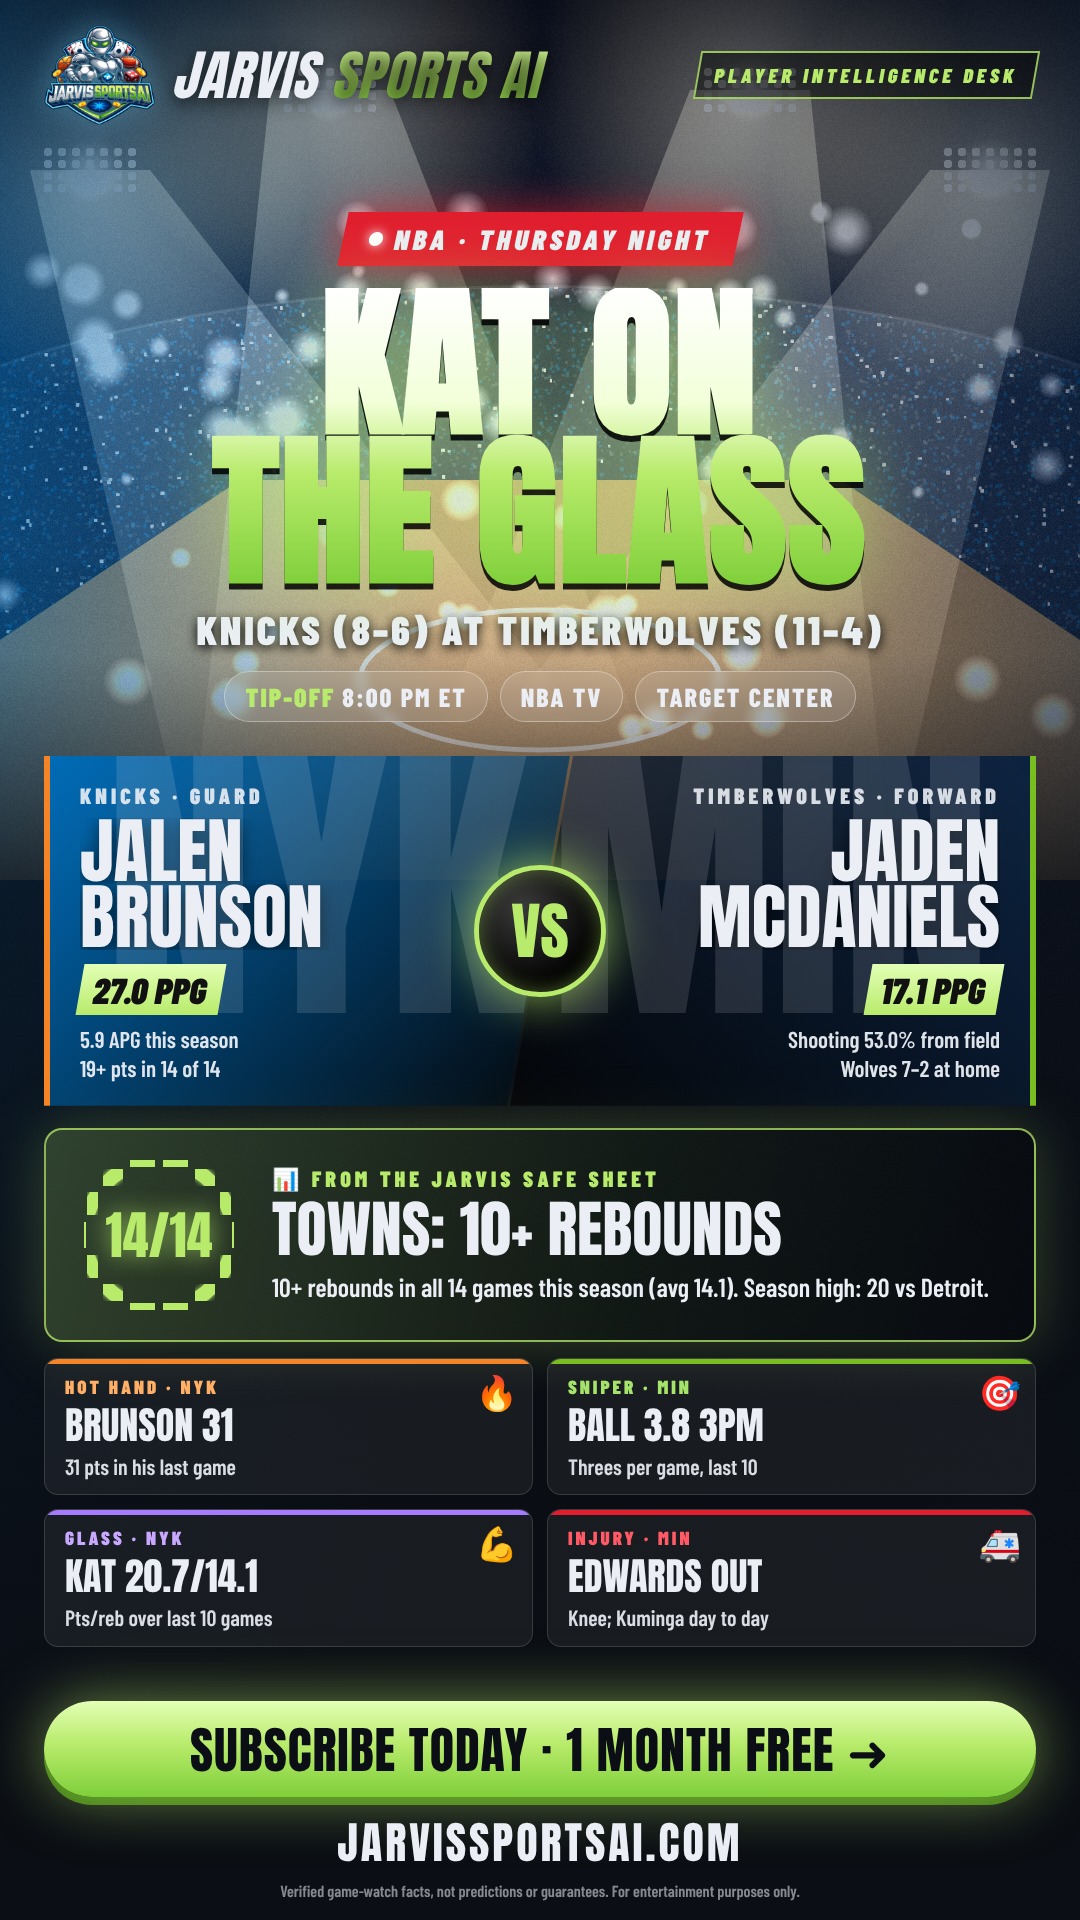 JARVISSPORTSAI
JARVIS SPORTS AI
PLAYER INTELLIGENCE DESK
NBA · THURSDAY NIGHT
KAT ON
THE GLASS
KNICKS (8-6) AT TIMBERWOLVES (11-4)
TIP-OFF 8:00 PM ET
NBA TV
TARGET CENTER
NYK
MIN
KNICKS · GUARD
JALEN
BRUNSON
27.0 PPG
5.9 APG this season
19+ pts in 14 of 14
VS
TIMBERWOLVES · FORWARD
JADEN
MCDANIELS
17.1 PPG
Shooting 53.0% from field
Wolves 7-2 at home
14/14
📊 FROM THE JARVIS SAFE SHEET
TOWNS: 10+ REBOUNDS
10+ rebounds in all 14 games this season (avg 14.1). Season high: 20 vs Detroit.
HOT HAND · NYK 🔥
BRUNSON 31
31 pts in his last game
SNIPER · MIN 🎯
BALL 3.8 3PM
Threes per game, last 10
GLASS · NYK 💪
KAT 20.7/14.1
Pts/reb over last 10 games
INJURY · MIN 🚑
EDWARDS OUT
Knee; Kuminga day to day
SUBSCRIBE TODAY · 1 MONTH FREE →
JARVISSPORTSAI.COM
Verified game-watch facts, not predictions or guarantees. For entertainment purposes only.